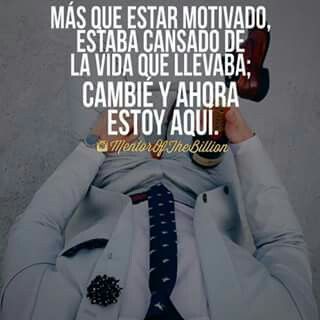 MÁS QUE ESTAR MOTIVADO,
ESTABA CANSADO DE
LA VIDA QUE LLEVABA;
CAMBIÉ Y AHORA
ESTOY AQUÍ.
MentorOfTheBillion